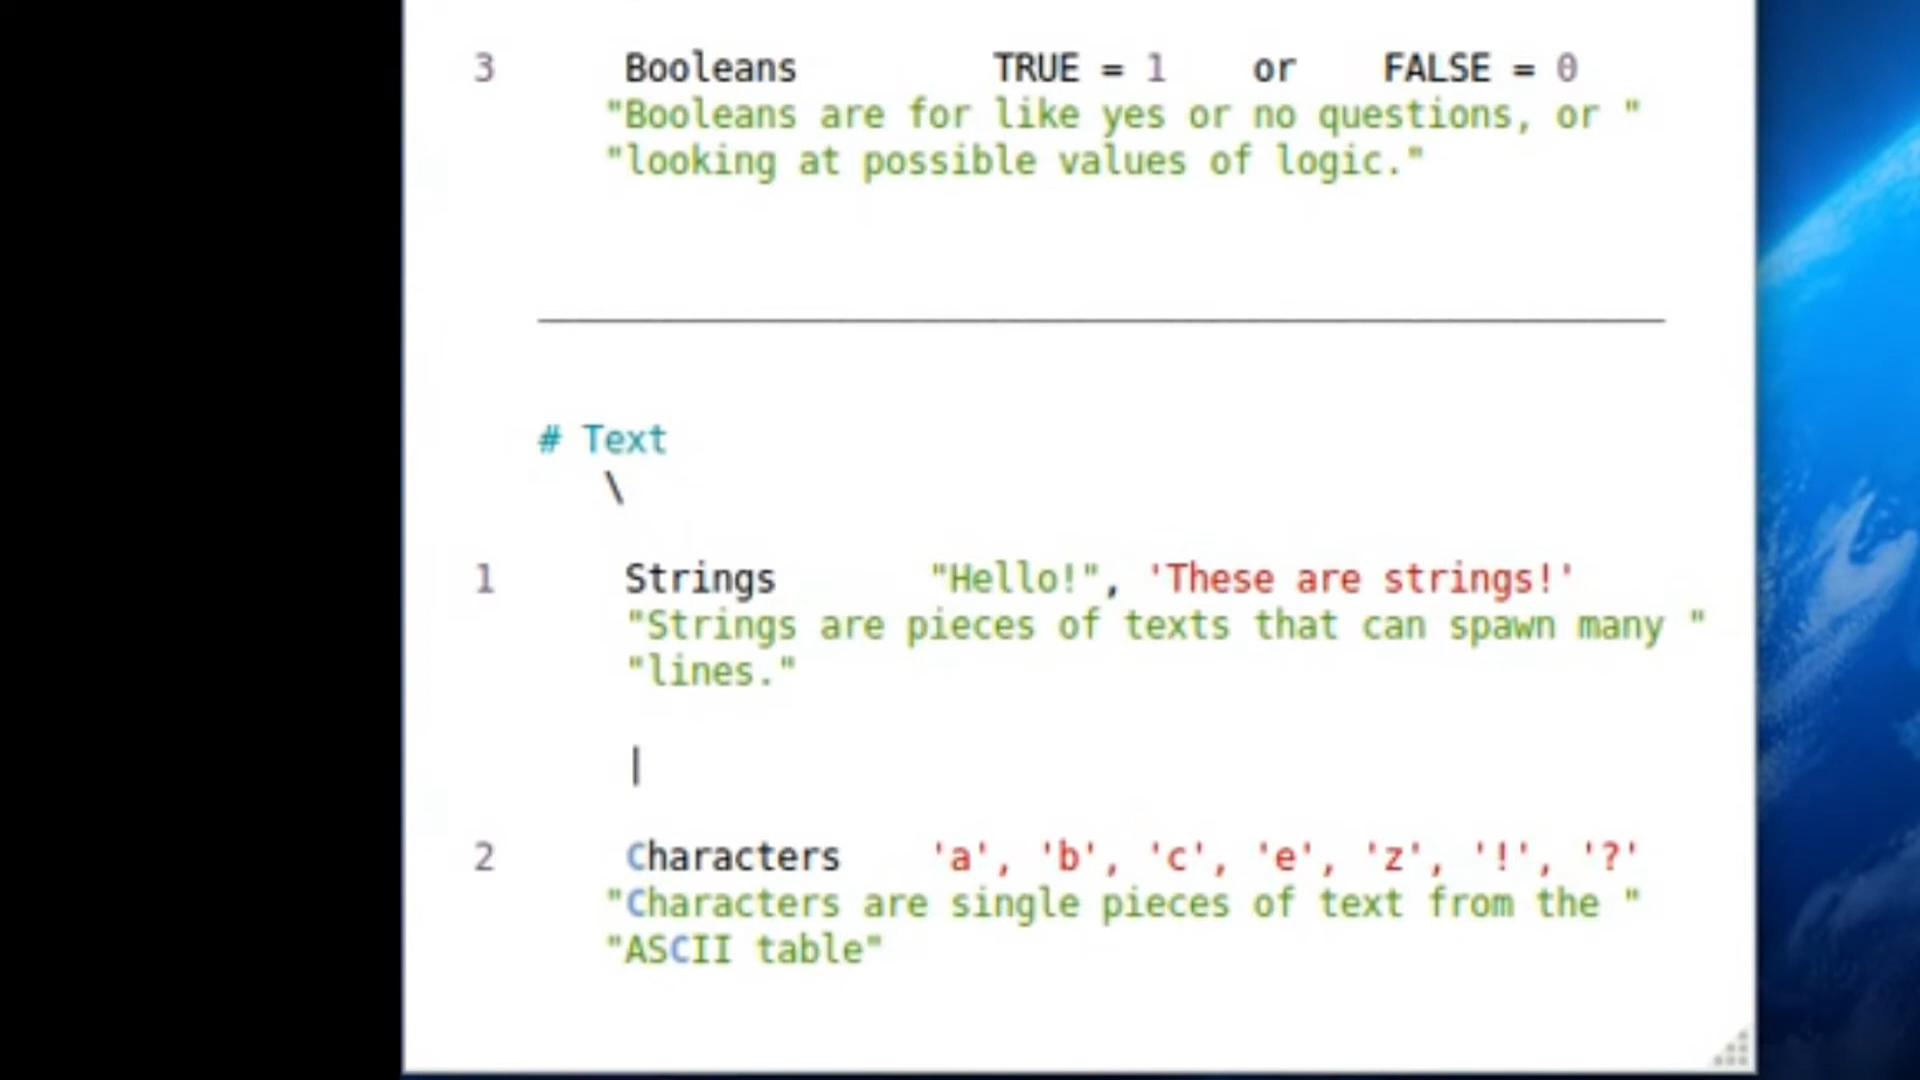 3 Booleans TRUE = 1 or FALSE = 0
"Booleans are for like yes or no questions, or "
"looking at possible values of logic."
# Text
\
1 Strings "Hello!", 'These are strings!'
"Strings are pieces of texts that can spawn many "
"lines."
|
2 Characters 'a', 'b', 'c', 'e', 'z', '!', '?'
"Characters are single pieces of text from the "
"ASCII table"